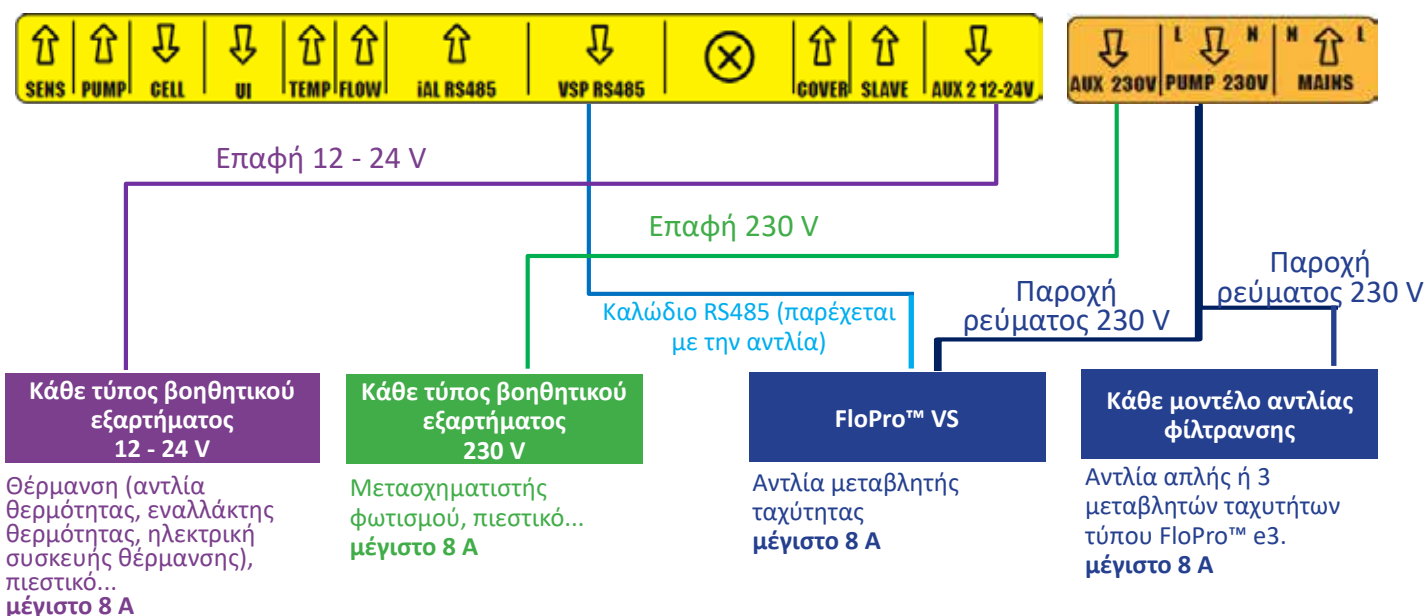 SENS PUMP CELL UI TEMP FLOW iAL RS485 VSP RS485 COVER SLAVE AUX 2 12-24V
L N N L
AUX 230V PUMP 230V MAINS
Επαφή 12 - 24 V
Επαφή 230 V
Καλώδιο RS485 (παρέχεται
με την αντλία)
Παροχή
ρεύματος 230 V
Παροχή
ρεύματος 230 V
Κάθε τύπος βοηθητικού
εξαρτήματος
12 - 24 V
Θέρμανση (αντλία
θερμότητας, εναλλάκτης
θερμότητας, ηλεκτρική
συσκευής θέρμανσης),
πιεστικό...
μέγιστο 8 A
Κάθε τύπος βοηθητικού
εξαρτήματος
230 V
Μετασχηματιστής
φωτισμού, πιεστικό...
μέγιστο 8 A
FloPro™ VS
Αντλία μεταβλητής
ταχύτητας
μέγιστο 8 A
Κάθε μοντέλο αντλίας
φίλτρανσης
Αντλία απλής ή 3
μεταβλητών ταχυτήτων
τύπου FloPro™ e3.
μέγιστο 8 A